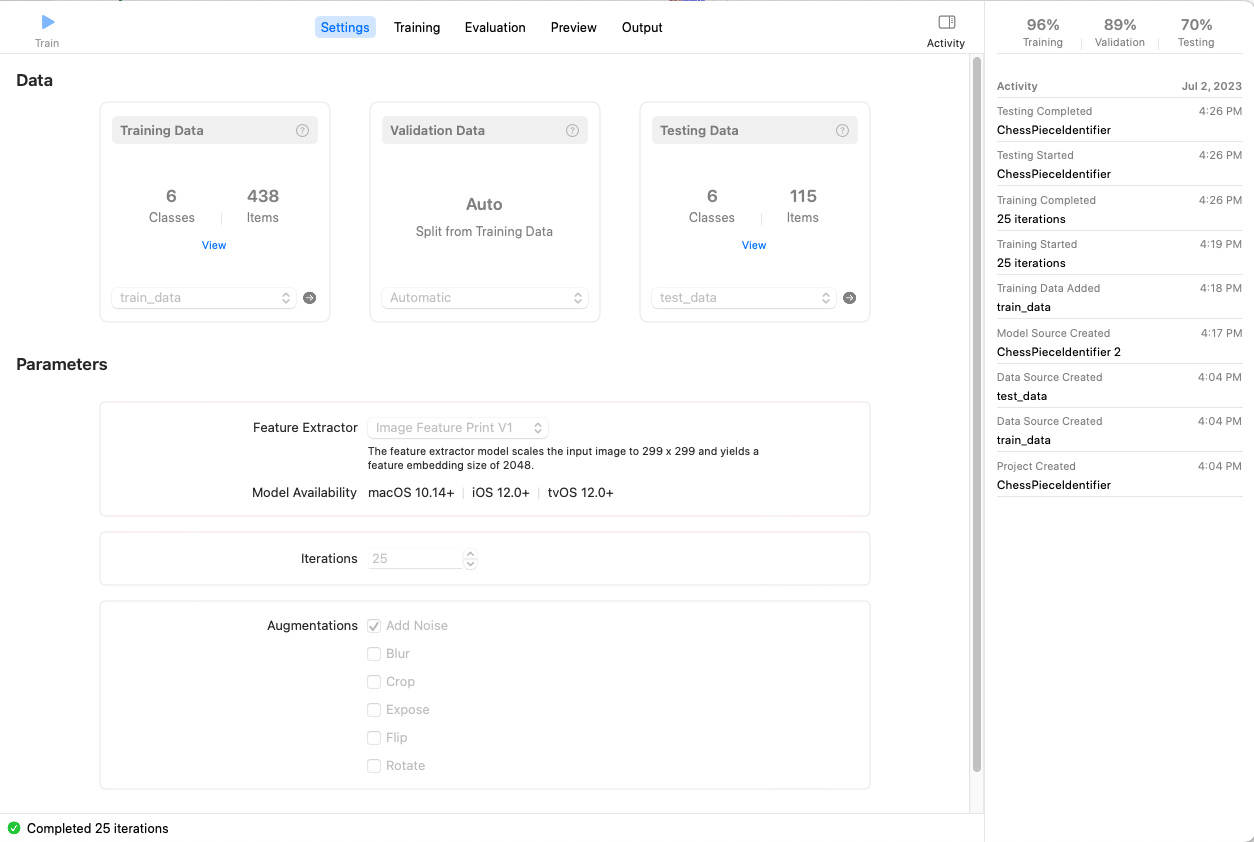 Train
Settings
Training
Evaluation
Preview
Output
Activity
Data
Training Data
6
Classes
438
Items
View
train_data
Validation Data
Auto
Split from Training Data
Automatic
Testing Data
6
Classes
115
Items
View
test_data
Parameters
Feature Extractor
Image Feature Print V1
The feature extractor model scales the input image to 299 x 299 and yields a
feature embedding size of 2048.
Model Availability
macOS 10.14+ | iOS 12.0+ | tvOS 12.0+
Iterations
25
Augmentations
Add Noise
Blur
Crop
Expose
Flip
Rotate
Completed 25 iterations
96%
Training
89%
Validation
70%
Testing
Activity Jul 2, 2023
Testing Completed 4:26 PM
ChessPieceIdentifier
Testing Started 4:26 PM
ChessPieceIdentifier
Training Completed 4:26 PM
25 iterations
Training Started 4:19 PM
25 iterations
Training Data Added 4:18 PM
train_data
Model Source Created 4:17 PM
ChessPieceIdentifier 2
Data Source Created 4:04 PM
test_data
Data Source Created 4:04 PM
train_data
Project Created 4:04 PM
ChessPieceIdentifier